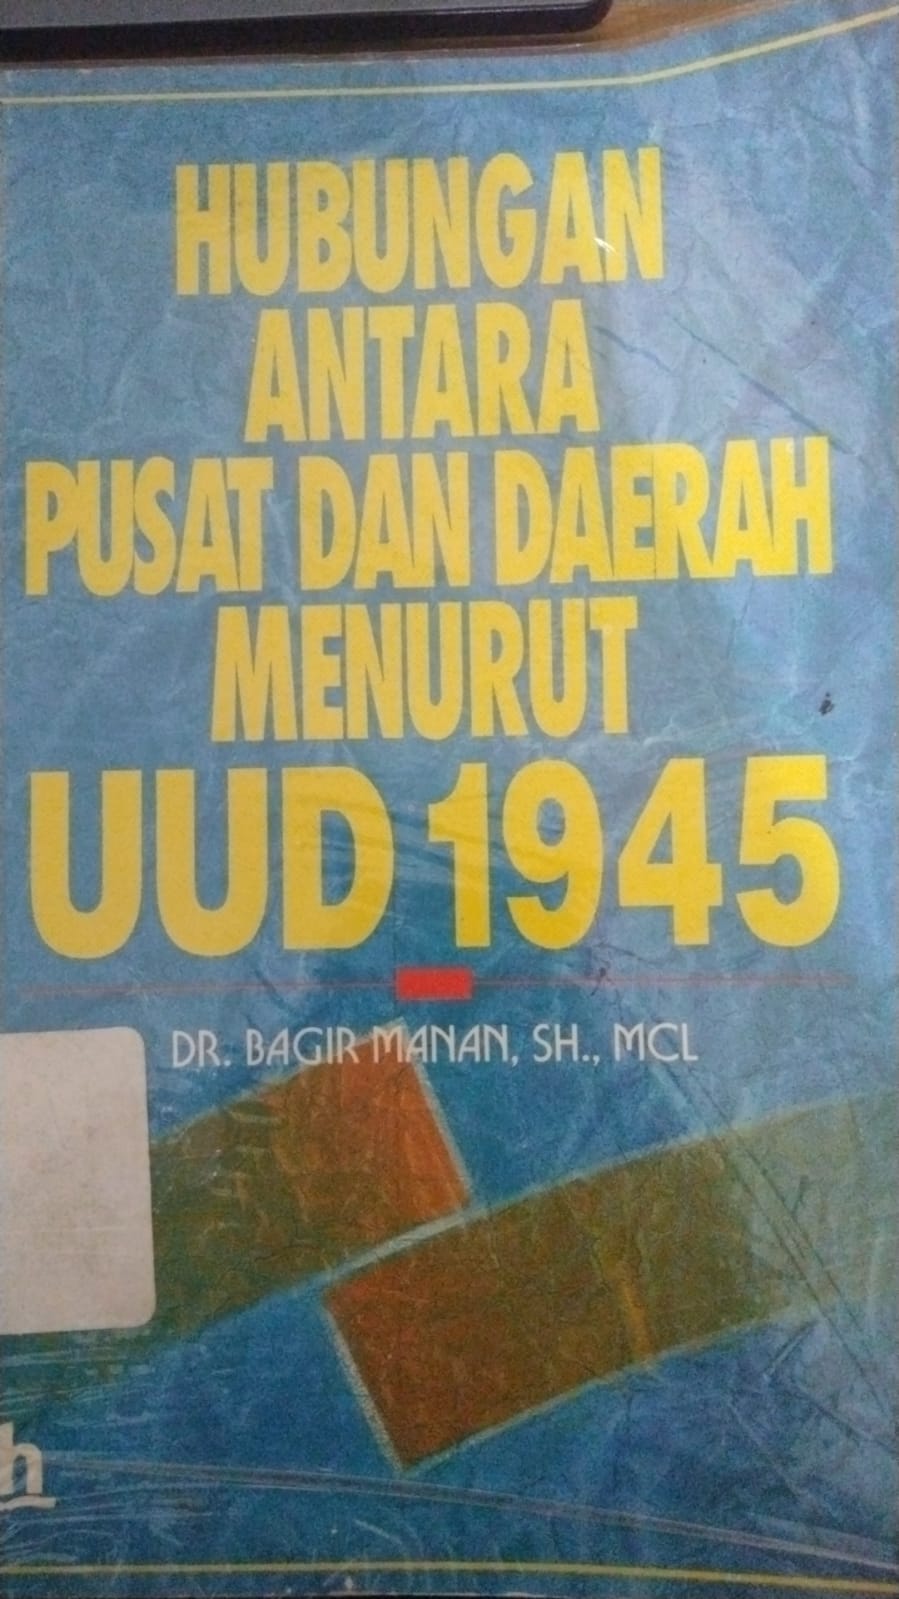 HUBUNGAN
ANTARA
PUSAT DAN DAERAH
MENURUT
UUD 1945
DR. BAGIR MANAN, SH., MCL
h